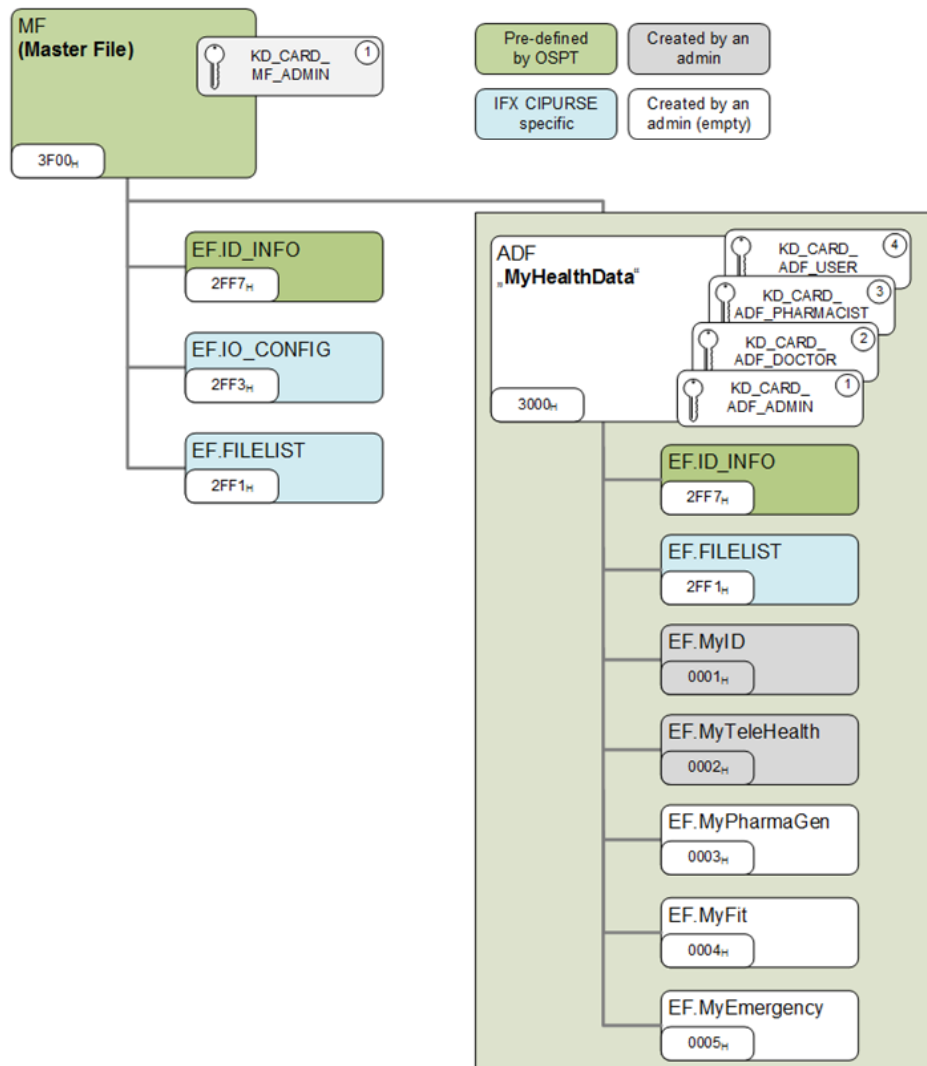 MF
(Master File)
KD_CARD_
MF_ADMIN
1
3F00H
Pre-defined
by OSPT
Created by an
admin
IFX CIPURSE
specific
Created by an
admin (empty)
EF.ID_INFO
2FF7H
EF.IO_CONFIG
2FF3H
EF.FILELIST
2FF1H
ADF
„MyHealthData“
3000H
KD_CARD_
ADF_USER
4
KD_CARD_
ADF_PHARMACIST
3
KD_CARD_
ADF_DOCTOR
2
KD_CARD_
ADF_ADMIN
1
EF.ID_INFO
2FF7H
EF.FILELIST
2FF1H
EF.MyID
0001H
EF.MyTeleHealth
0002H
EF.MyPharmaGen
0003H
EF.MyFit
0004H
EF.MyEmergency
0005H